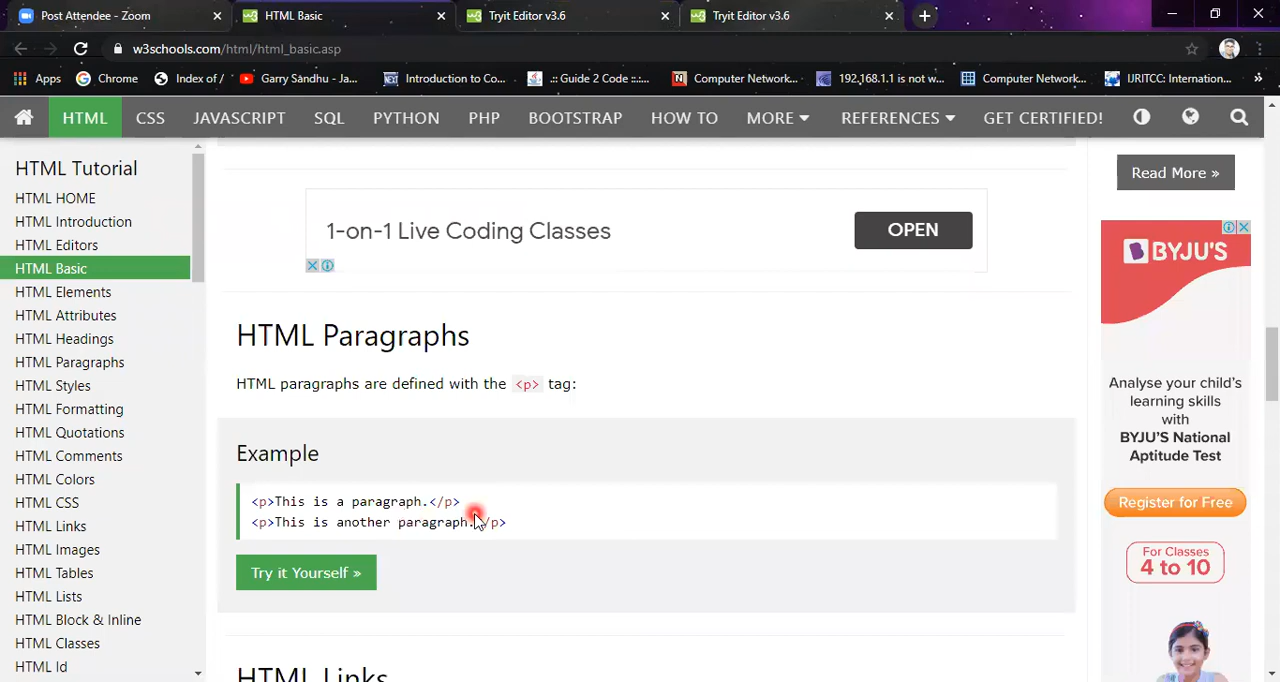 Post Attendee - Zoom
HTML Basic
Tryit Editor v3.6
Tryit Editor v3.6
w3schools.com/html/html_basic.asp
Apps
Chrome
Index of /
Garry Sandhu - Ja...
Introduction to Co...
.:: Guide 2 Code ::...
Computer Network...
192.168.1.1 is not w...
Computer Network...
IJRITCC: Internation...
HTML
CSS
JAVASCRIPT
SQL
PYTHON
PHP
BOOTSTRAP
HOW TO
MORE
REFERENCES
GET CERTIFIED!
HTML Tutorial
HTML HOME
HTML Introduction
HTML Editors
HTML Basic
HTML Elements
HTML Attributes
HTML Headings
HTML Paragraphs
HTML Styles
HTML Formatting
HTML Quotations
HTML Comments
HTML Colors
HTML CSS
HTML Links
HTML Images
HTML Tables
HTML Lists
HTML Block & Inline
HTML Classes
HTML Id
1-on-1 Live Coding Classes
OPEN
HTML Paragraphs
HTML paragraphs are defined with the <p> tag:
Example
<p>This is a paragraph.</p>
<p>This is another paragraph. /p>
Try it Yourself »
HTML Links
Read More »
BYJU'S
Analyse your child's
learning skills
with
BYJU'S National
Aptitude Test
Register for Free
For Classes
4 to 10